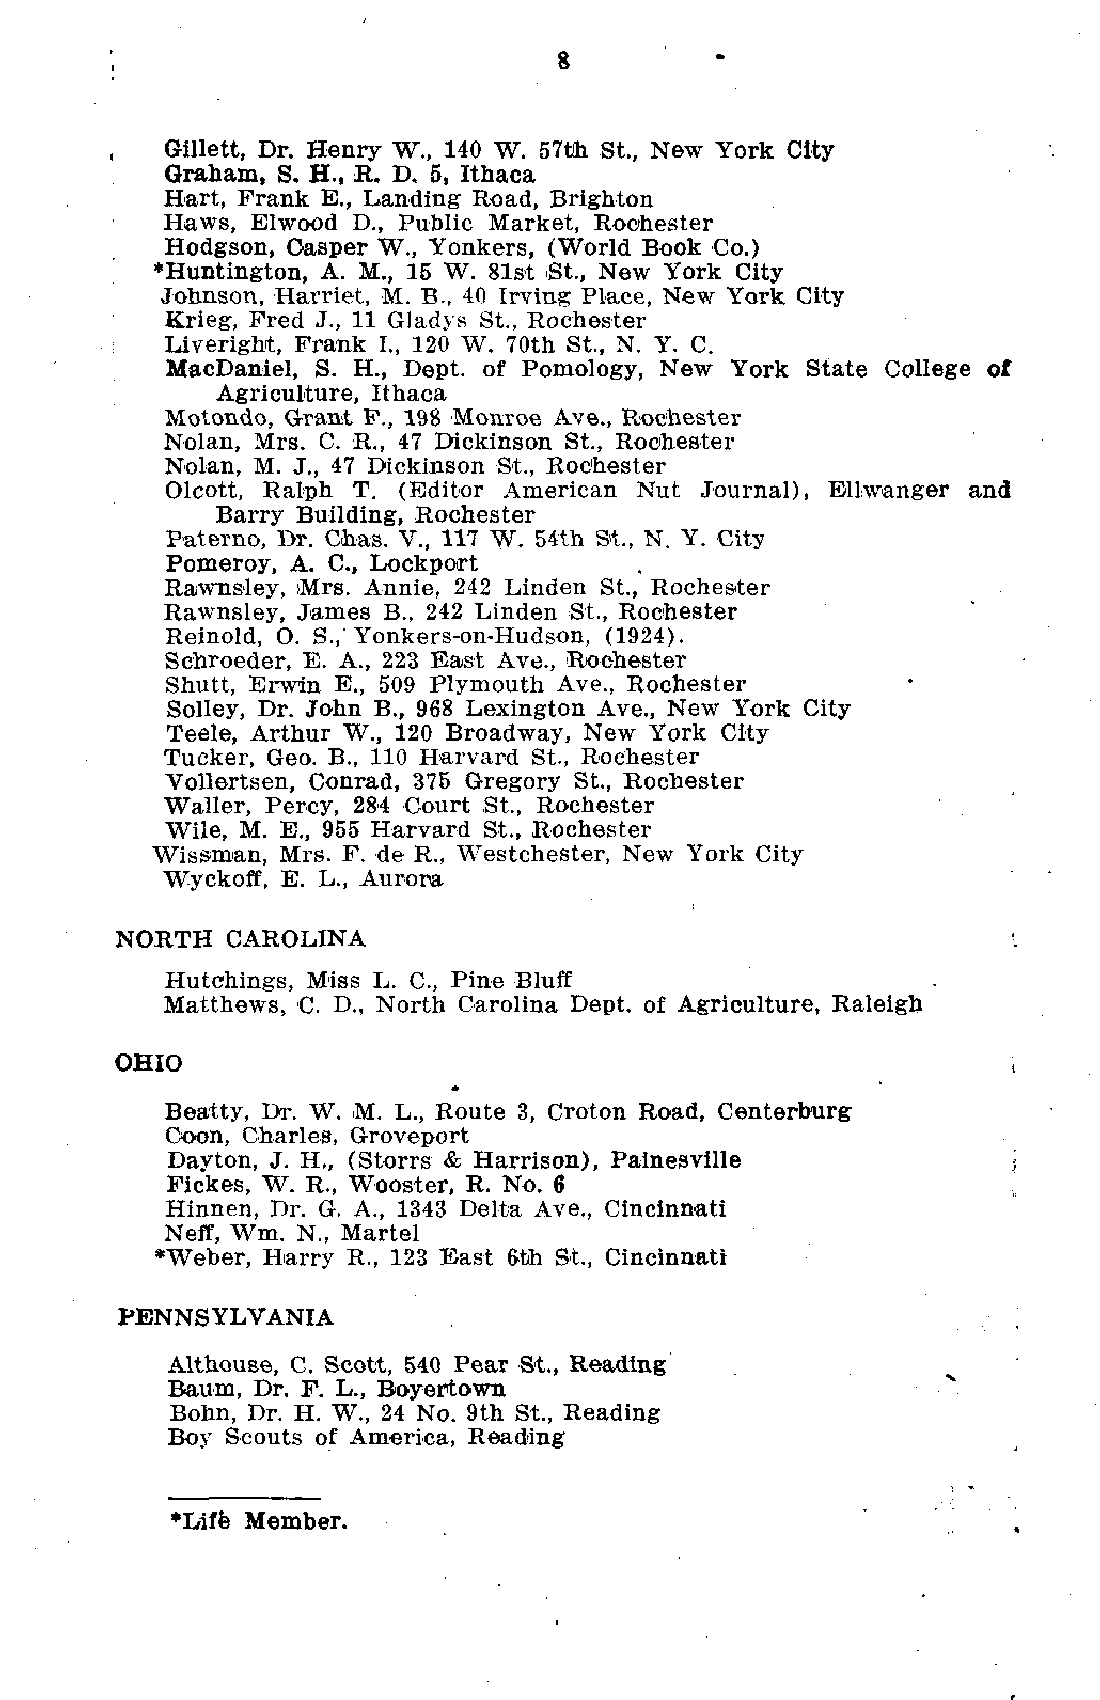 8
Gillett, Dr. Henry W., 140 W. 57th St., New York City
Graham, S. H., R. D. 5, Ithaca
Hart, Frank E., Landing Road, Brighton
Haws, Elwood D., Public Market, Rochester
Hodgson, Casper W., Yonkers, (World Book Co.)
*Huntington, A. M., 15 W. 81st St., New York City
Johnson, Harriet, M. B., 40 Irving Place, New York City
Krieg, Fred J., 11 Gladys St., Rochester
Liveright, Frank I., 120 W. 70th St., N. Y. C.
MacDaniel, S. H., Dept. of Pomology, New York State College of
Agriculture, Ithaca
Motondo, Grant F., 198 Monroe Ave., Rochester
Nolan, Mrs. C. R., 47 Dickinson St., Rochester
Nolan, M. J., 47 Dickinson St., Rochester
Olcott, Ralph T. (Editor American Nut Journal), Ellwanger and
Barry Building, Rochester
Paterno, Dr. Chas. V., 117 W. 54th St., N. Y. City
Pomeroy, A. C., Lockport
Rawnsley, Mrs. Annie, 242 Linden St., Rochester
Rawnsley, James B., 242 Linden St., Rochester
Reinold, O. S., Yonkers-on-Hudson, (1924).
Schroeder, E. A., 223 East Ave., Rochester
Shutt, Erwin E., 509 Plymouth Ave., Rochester
Solley, Dr. John B., 968 Lexington Ave., New York City
Teele, Arthur W., 120 Broadway, New York City
Tucker, Geo. B., 110 Harvard St., Rochester
Vollertsen, Conrad, 375 Gregory St., Rochester
Waller, Percy, 284 Court St., Rochester
Wile, M. E., 955 Harvard St., Rochester
Wissman, Mrs. F. de R., Westchester, New York City
Wyckoff, E. L., Aurora
NORTH CAROLINA
Hutchings, Miss L. C., Pine Bluff
Matthews, C. D., North Carolina Dept. of Agriculture, Raleigh
OHIO
Beatty, Dr. W. M. L., Route 3, Croton Road, Centerburg
Coon, Charles, Groveport
Dayton, J. H., (Storrs & Harrison), Painesville
Fickes, W. R., Wooster, R. No. 6
Hinnen, Dr. G. A., 1343 Delta Ave., Cincinnati
Neff, Wm. N., Martel
*Weber, Harry R., 123 East 6th St., Cincinnati
PENNSYLVANIA
Althouse, C. Scott, 540 Pear St., Reading
Baum, Dr. F. L., Boyertown
Bohn, Dr. H. W., 24 No. 9th St., Reading
Boy Scouts of America, Reading
*Life Member.